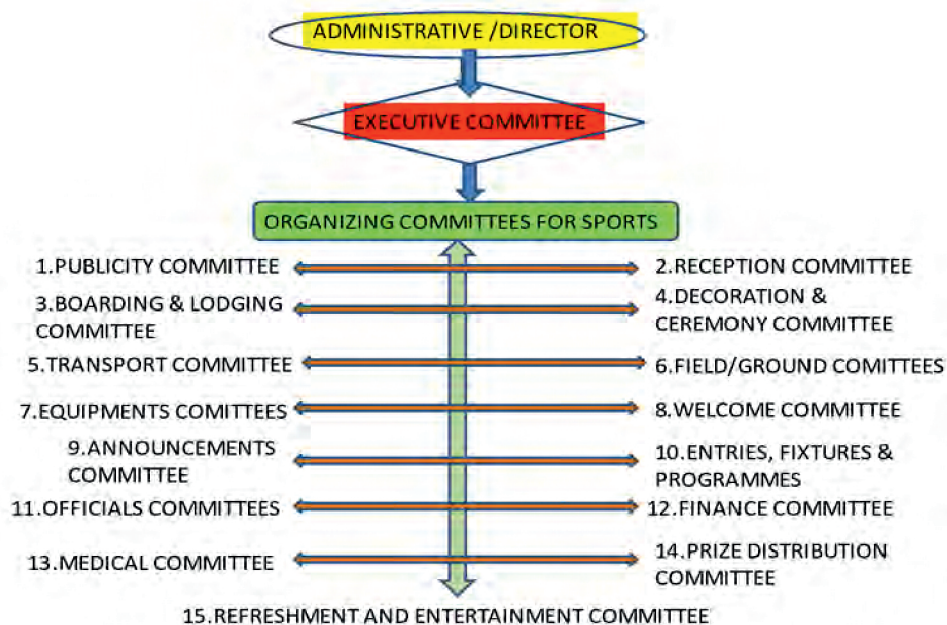 ADMINISTRATIVE /DIRECTOR
EXECUTIVE COMMITTEE
ORGANIZING COMMITTEES FOR SPORTS
1.PUBLICITY COMMITTEE
2.RECEPTION COMMITTEE
3.BOARDING & LODGING
COMMITTEE
4.DECORATION &
CEREMONY COMMITTEE
5.TRANSPORT COMMITTEE
6.FIELD/GROUND COMITTEES
7.EQUIPMENTS COMITTEES
8.WELCOME COMMITTEE
9.ANNOUNCEMENTS
COMMITTEE
10.ENTRIES, FIXTURES &
PROGRAMMES
11.OFFICIALS COMMITTEES
12.FINANCE COMMITTEE
13.MEDICAL COMMITTEE
14.PRIZE DISTRIBUTION
COMMITTEE
15.REFRESHMENT AND ENTERTAINMENT COMMITTEE